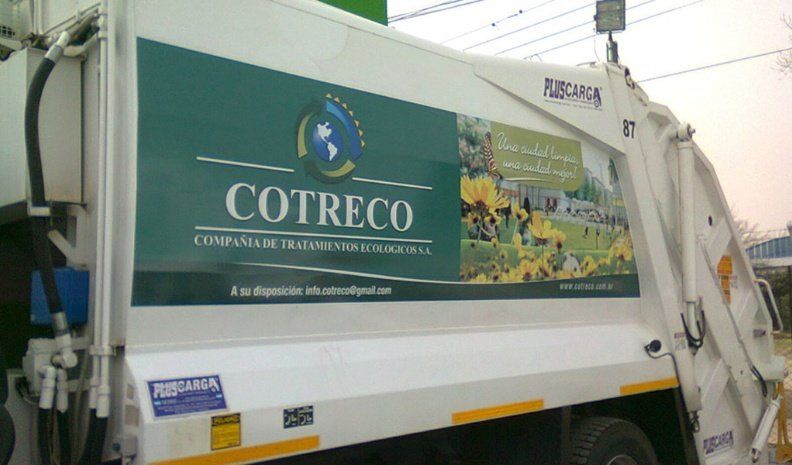 PLUSCARGA
87
Una ciudad limpia,
una ciudad mejor!
COTRECO
COMPAÑIA DE TRATAMIENTOS ECOLOGICOS S.A.
A su disposición: info.cotreco@gmail.com
www.cotreco.com.ar
PLUSCARGA
PLUSCARGA